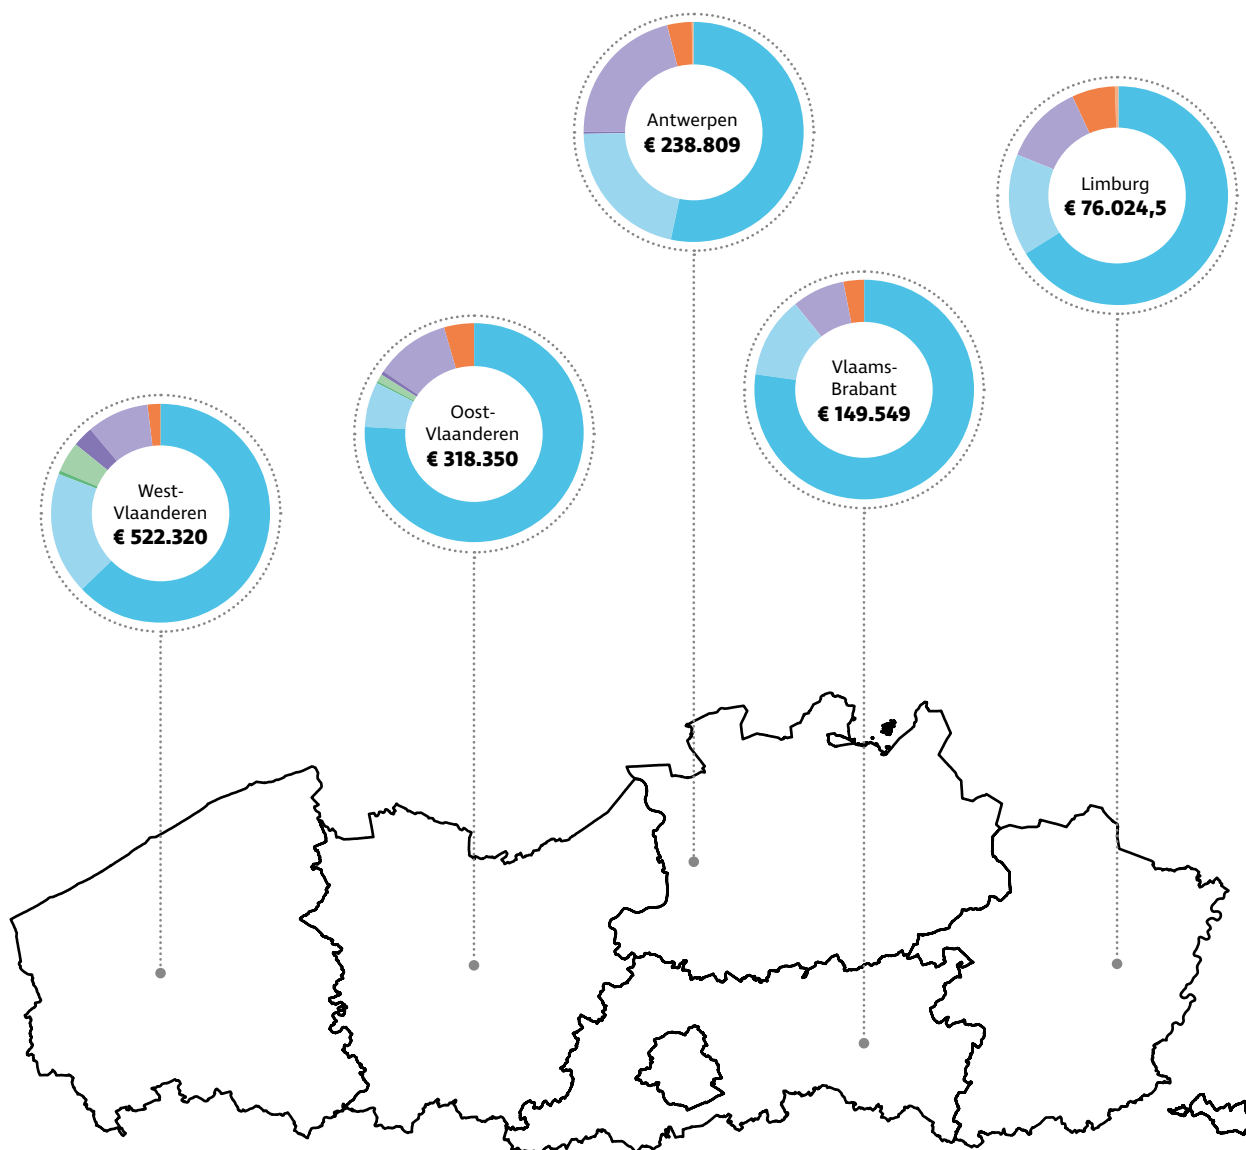 Antwerpen
€ 238.809
Limburg
€ 76.024,5
Vlaams-
Brabant
€ 149.549
Oost-
Vlaanderen
€ 318.350
West-
Vlaanderen
€ 522.320